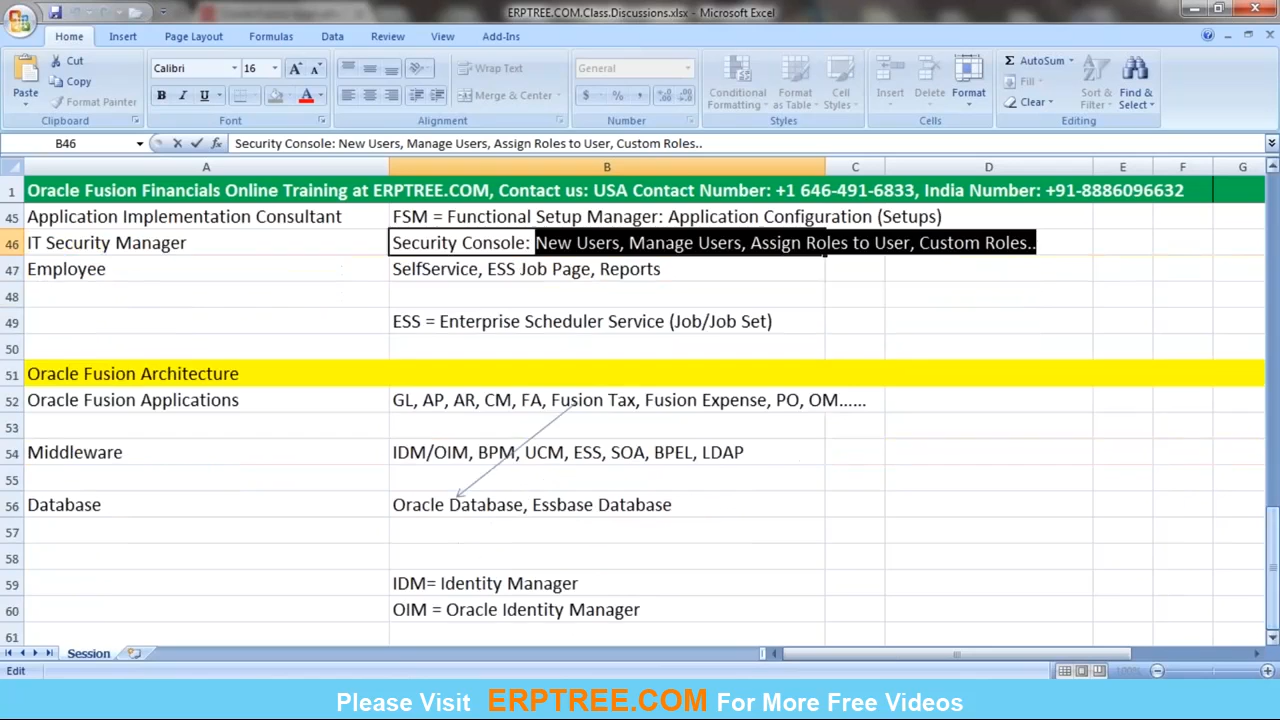 ERPTREE.COM.Class.Discussions.xlsx - Microsoft Excel
Home Insert Page Layout Formulas Data Review View Add-Ins
Paste Cut Copy Format Painter
Calibri 16
B I U
Wrap Text
Merge & Center
General
$ % ,
Conditional Formatting Format as Table Cell Styles
Insert Delete Format
AutoSum Fill Clear
Sort & Filter Find & Select
Clipboard Font Alignment Number Styles Cells Editing
B46 Security Console: New Users, Manage Users, Assign Roles to User, Custom Roles..
A B C D E F G
1 Oracle Fusion Financials Online Training at ERPTREE.COM, Contact us: USA Contact Number: +1 646-491-6833, India Number: +91-8886096632
45 Application Implementation Consultant FSM = Functional Setup Manager: Application Configuration (Setups)
46 IT Security Manager Security Console: New Users, Manage Users, Assign Roles to User, Custom Roles..
47 Employee SelfService, ESS Job Page, Reports
48
49 ESS = Enterprise Scheduler Service (Job/Job Set)
50
51 Oracle Fusion Architecture
52 Oracle Fusion Applications GL, AP, AR, CM, FA, Fusion Tax, Fusion Expense, PO, OM......
53
54 Middleware IDM/OIM, BPM, UCM, ESS, SOA, BPEL, LDAP
55
56 Database Oracle Database, Essbase Database
57
58
59 IDM= Identity Manager
60 OIM = Oracle Identity Manager
61
Session
Edit 100%
Please Visit ERPTREE.COM For More Free Videos